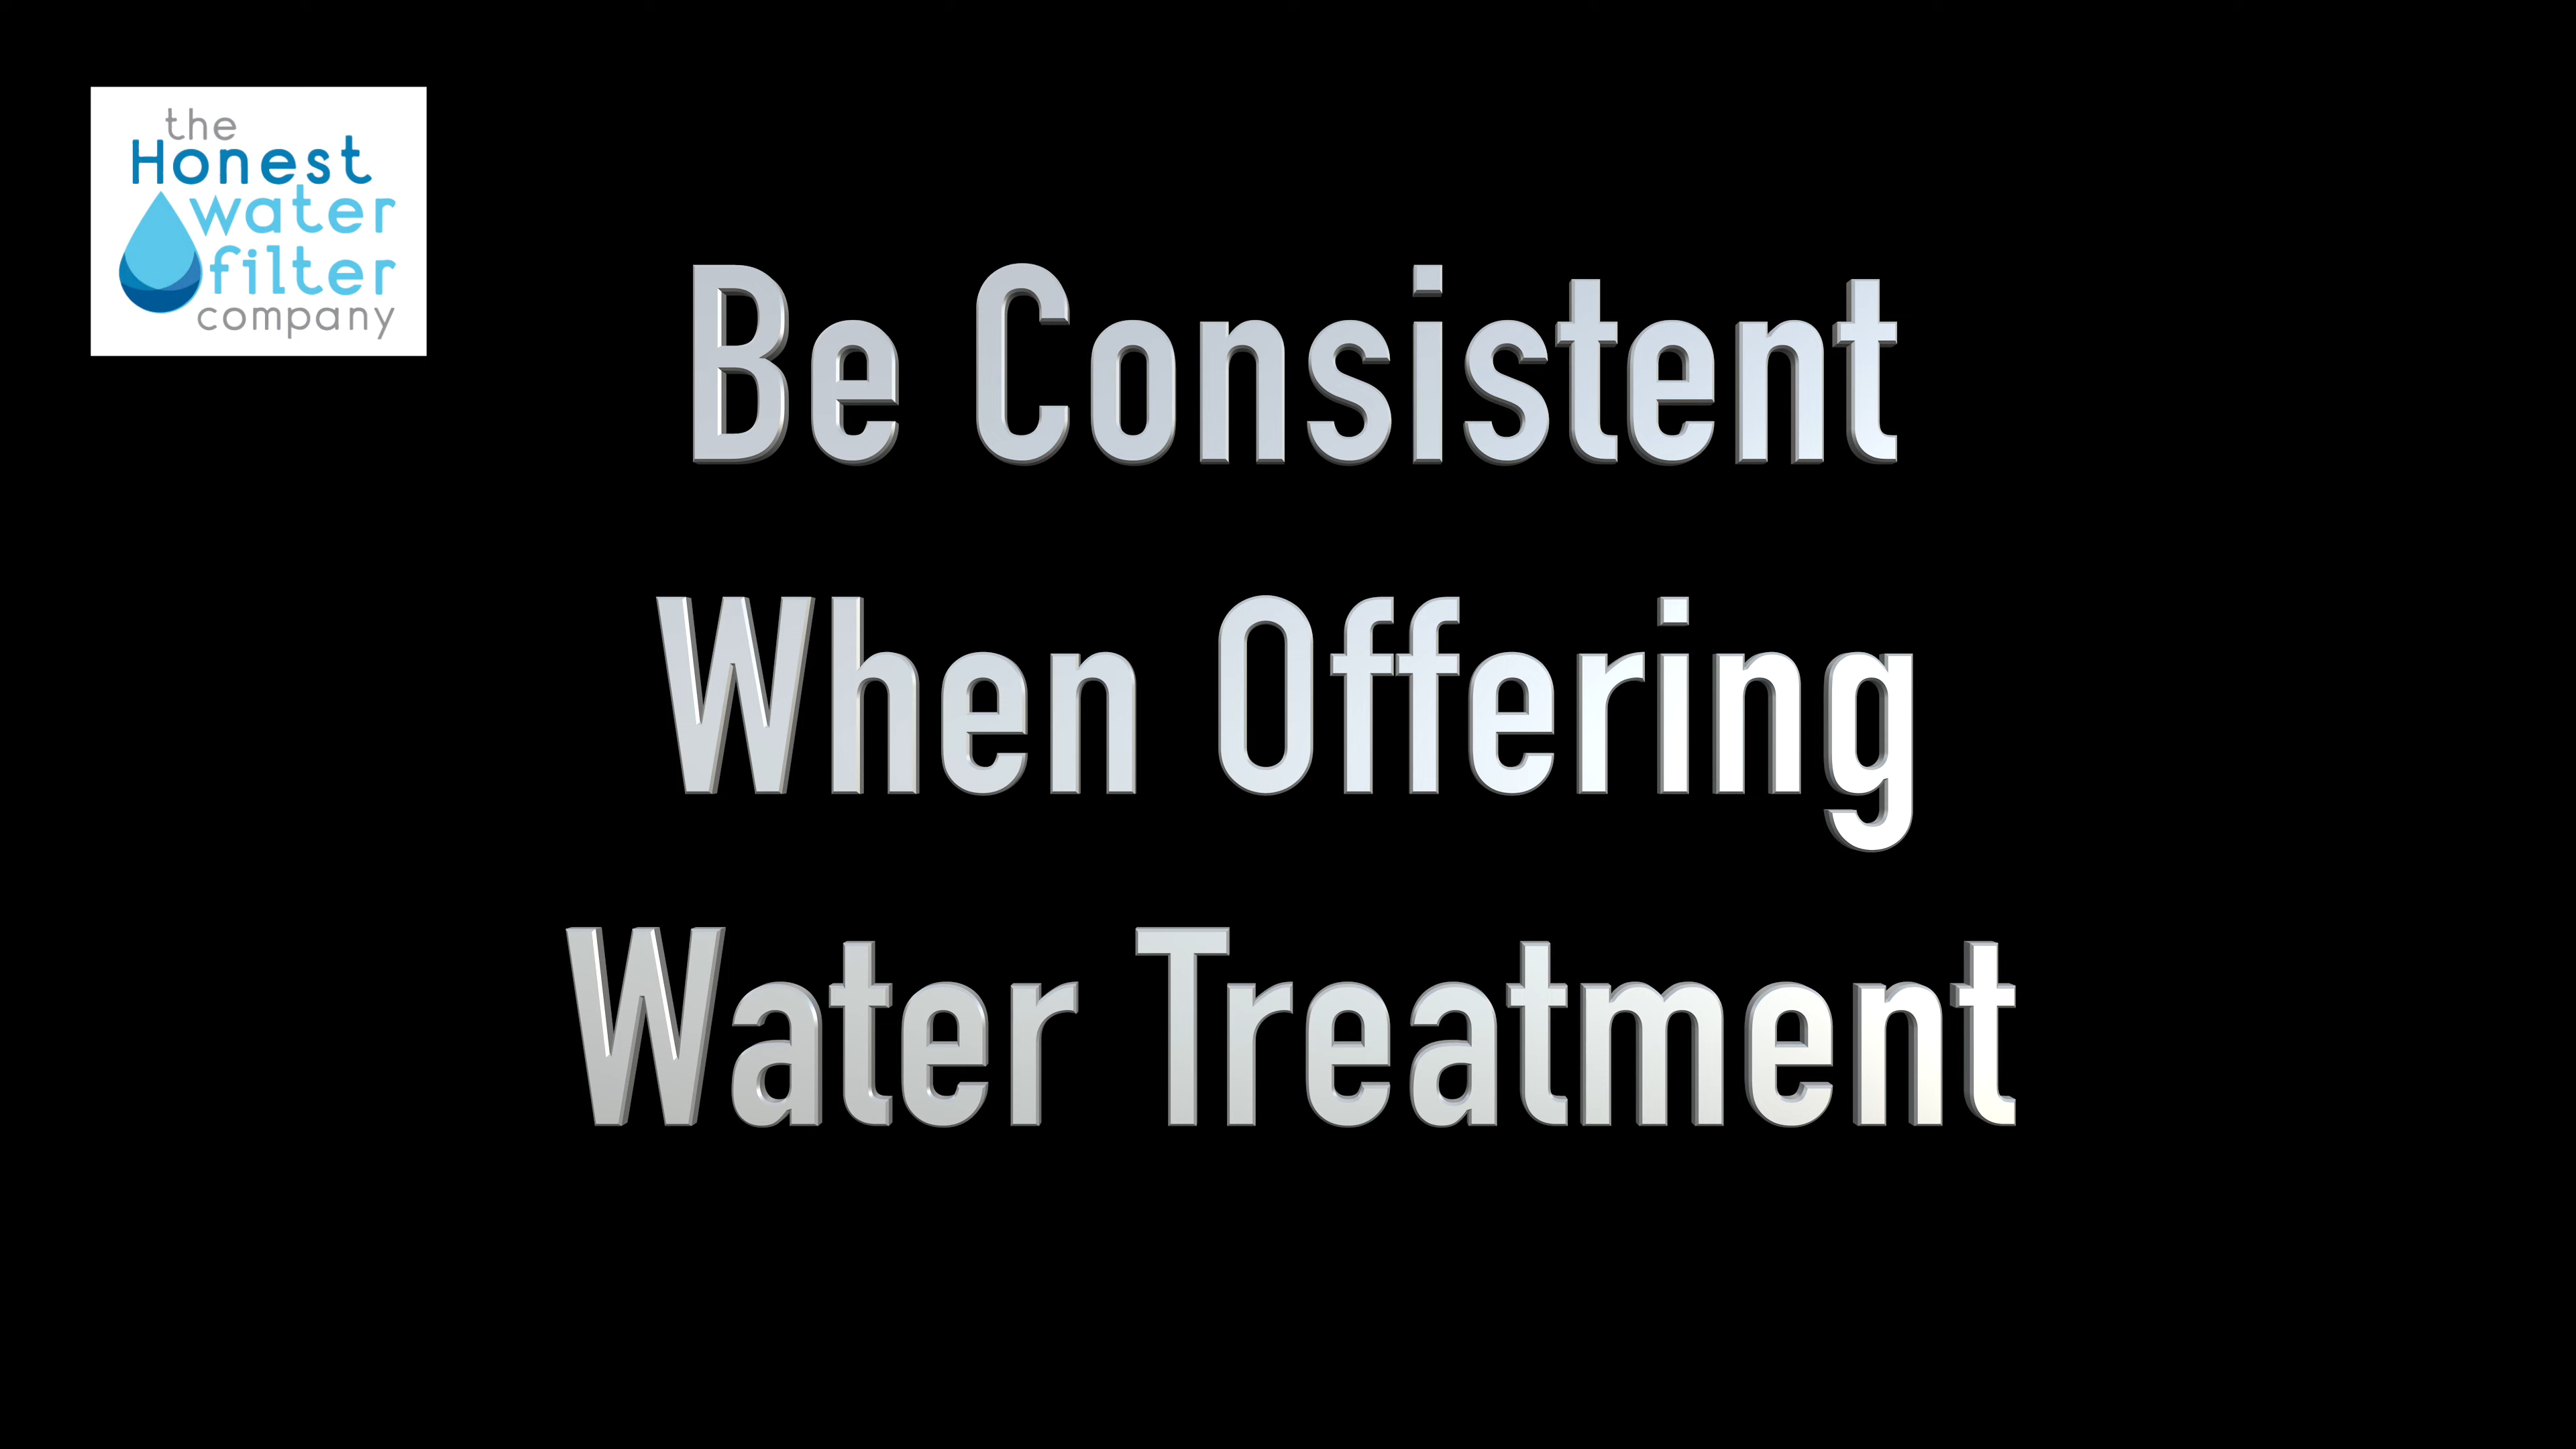 the
Honest
water
filter
company
Be Consistent
When Offering
Water Treatment